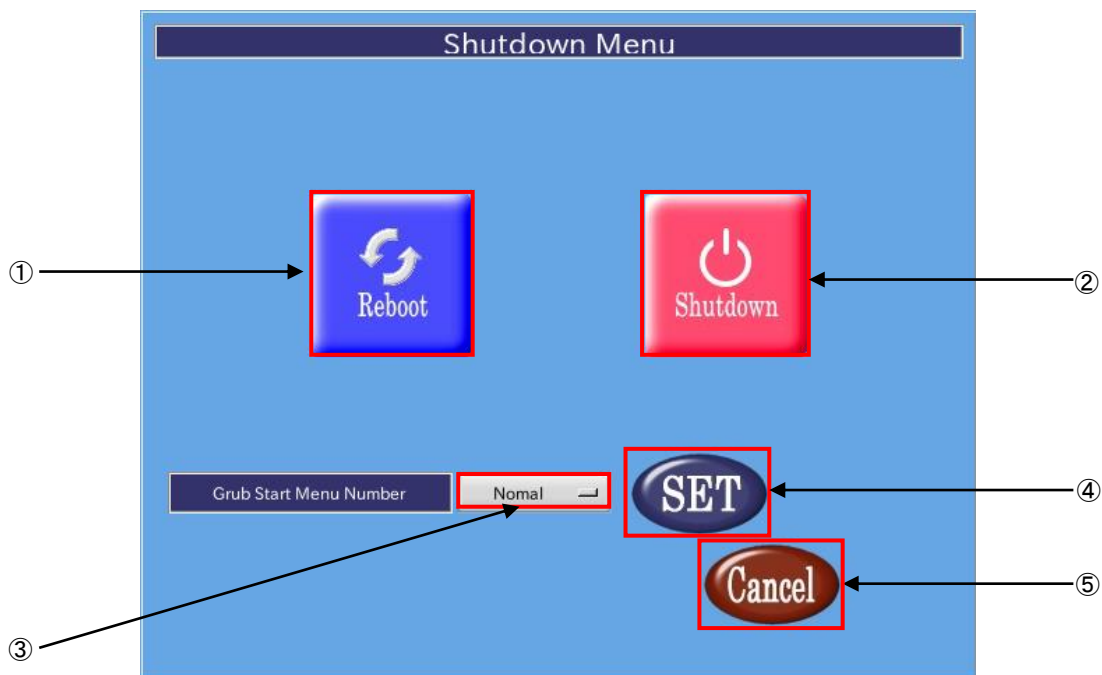 Shutdown Menu
①
Reboot
Shutdown
②
Grub Start Menu Number
Nomal
SET
④
Cancel
⑤
③